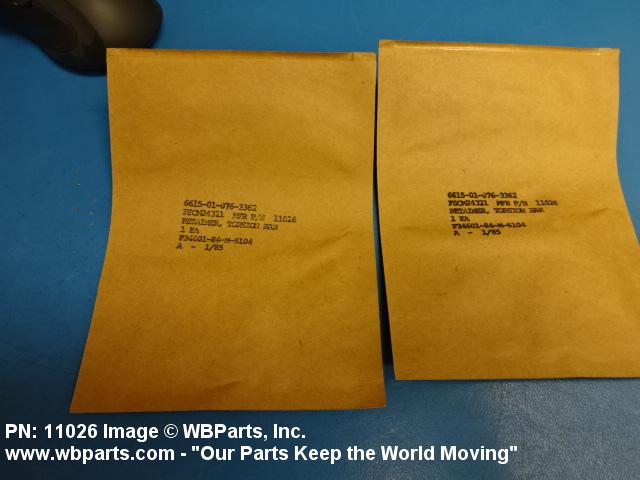 6615-01-076-3362
FSCM24321 MFR P/N 11026
RETAINER, TORSION BAR
1 EA
F34601-84-M-6104
A - 1/85
6615-01-076-3362
FSCM24321 MFR P/N 11026
RETAINER, TORSION BAR
1 EA
F34601-84-M-6104
A - 1/85
PN: 11026 Image © WBParts, Inc.
www.wbparts.com - "Our Parts Keep the World Moving"